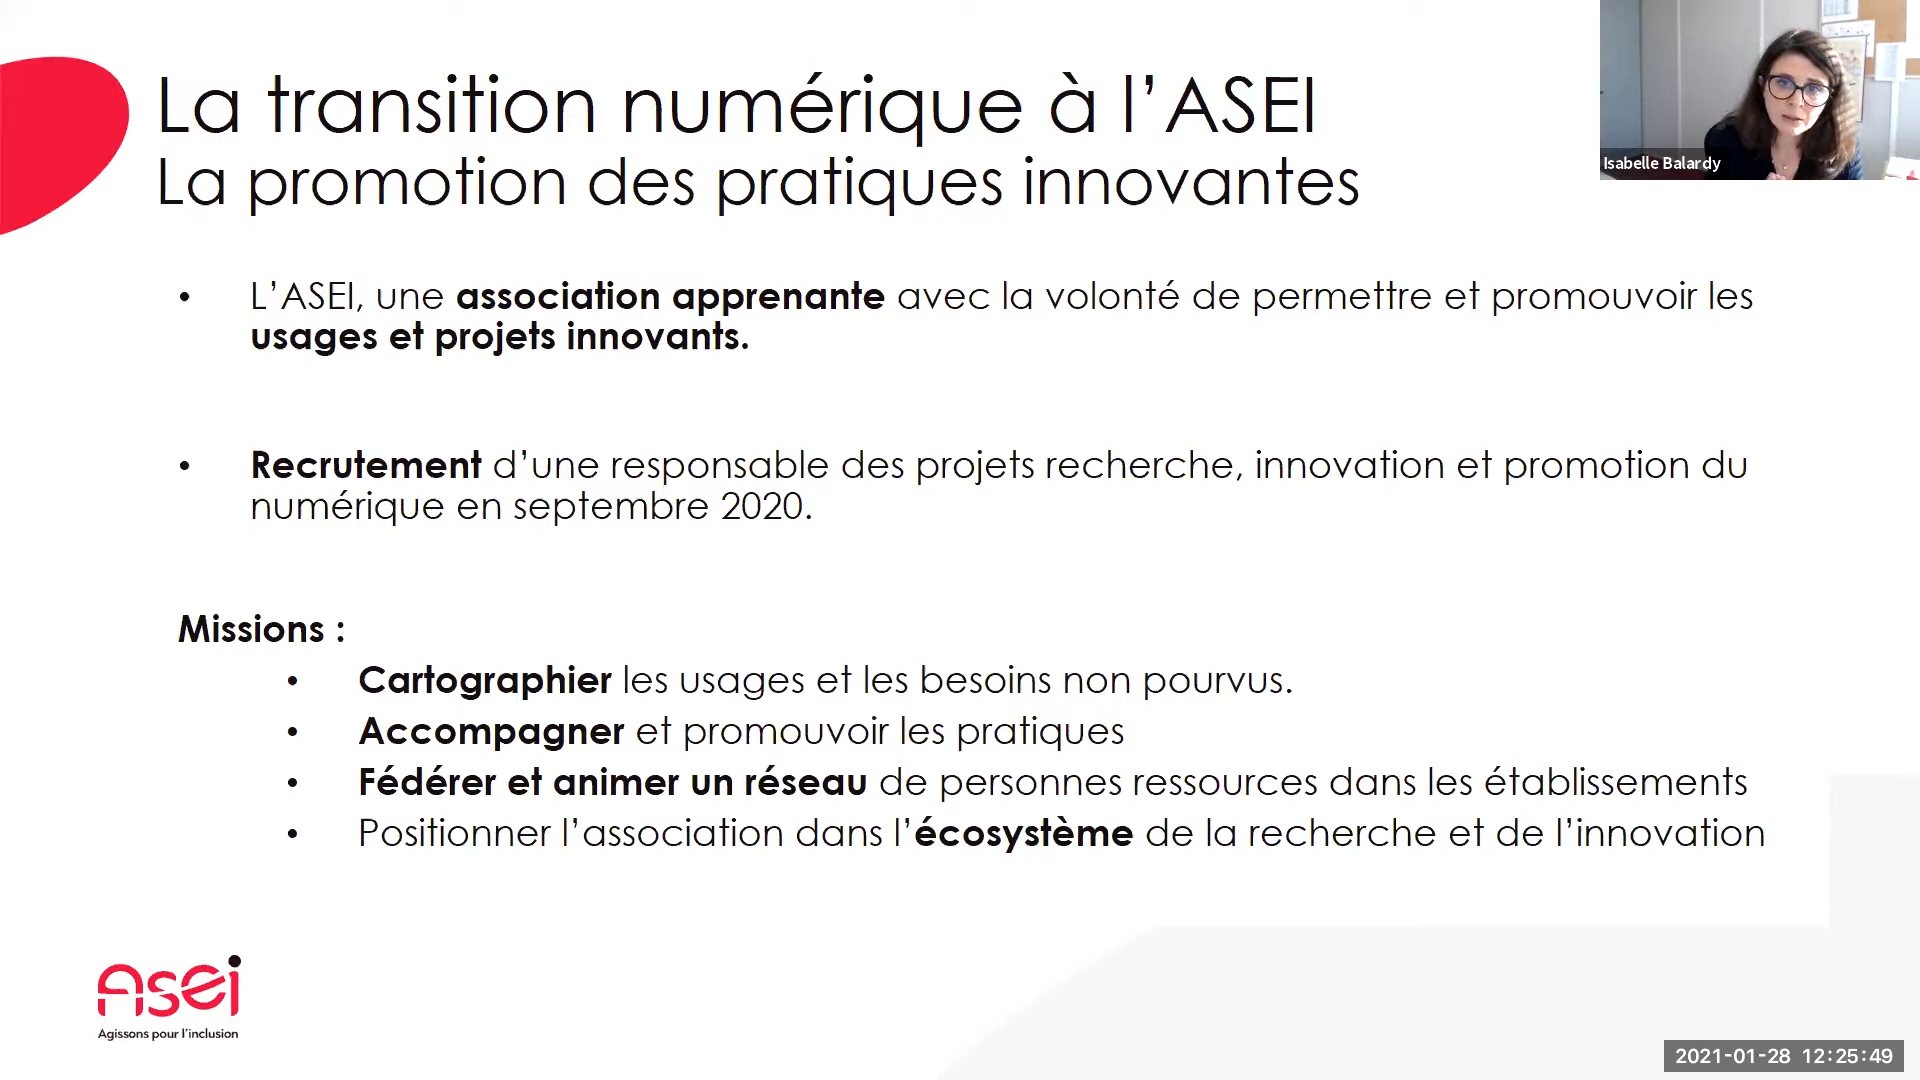 La transition numérique à l’ASEI
La promotion des pratiques innovantes
Isabelle Balardy
• L’ASEI, une association apprenante avec la volonté de permettre et promouvoir les
usages et projets innovants.
• Recrutement d’une responsable des projets recherche, innovation et promotion du
numérique en septembre 2020.
Missions :
• Cartographier les usages et les besoins non pourvus.
• Accompagner et promouvoir les pratiques
• Fédérer et animer un réseau de personnes ressources dans les établissements
• Positionner l’association dans l’écosystème de la recherche et de l’innovation
Asei
Agissons pour l’inclusion
2021-01-28 12:25:49